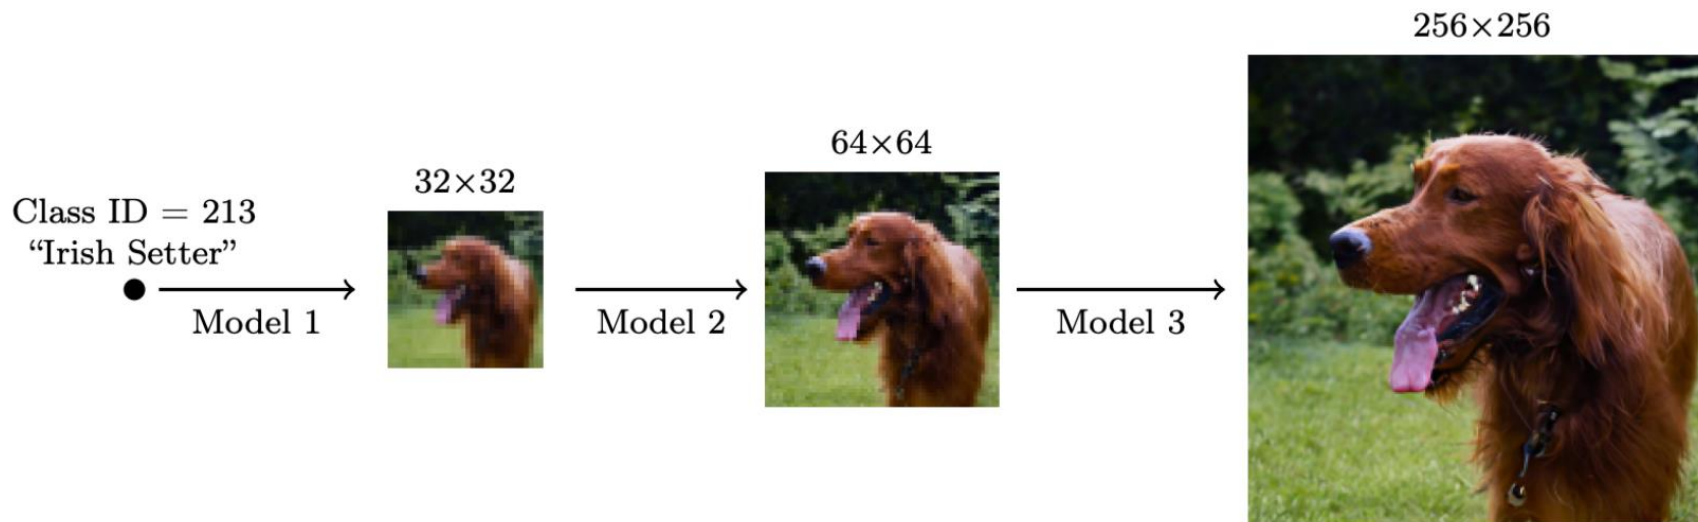 Class ID = 213
“Irish Setter”
Model 1
32×32
Model 2
64×64
Model 3
256×256